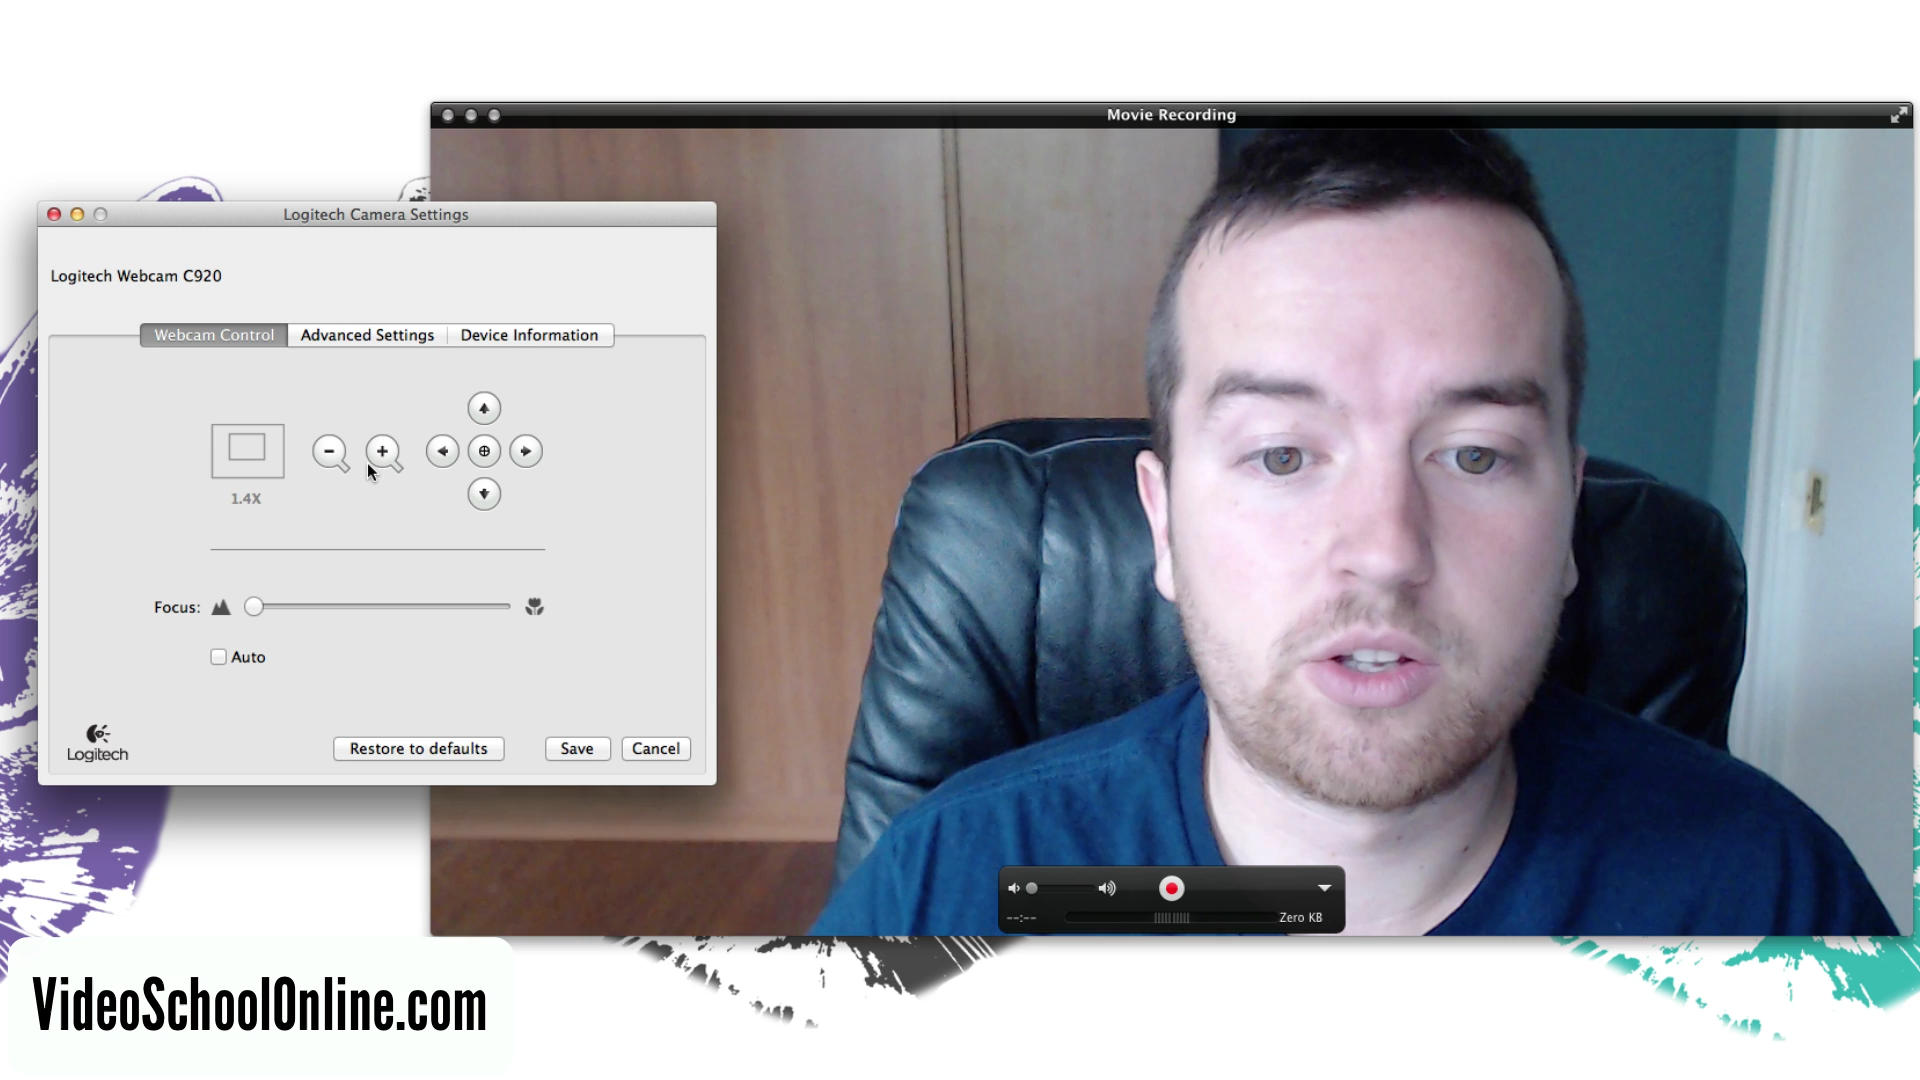 Movie Recording
Logitech Camera Settings
Logitech Webcam C920
Webcam Control
Advanced Settings
Device Information
1.4X
Focus:
Auto
Logitech
Restore to defaults
Save
Cancel
--:--
Zero KB
VideoSchoolOnline.com